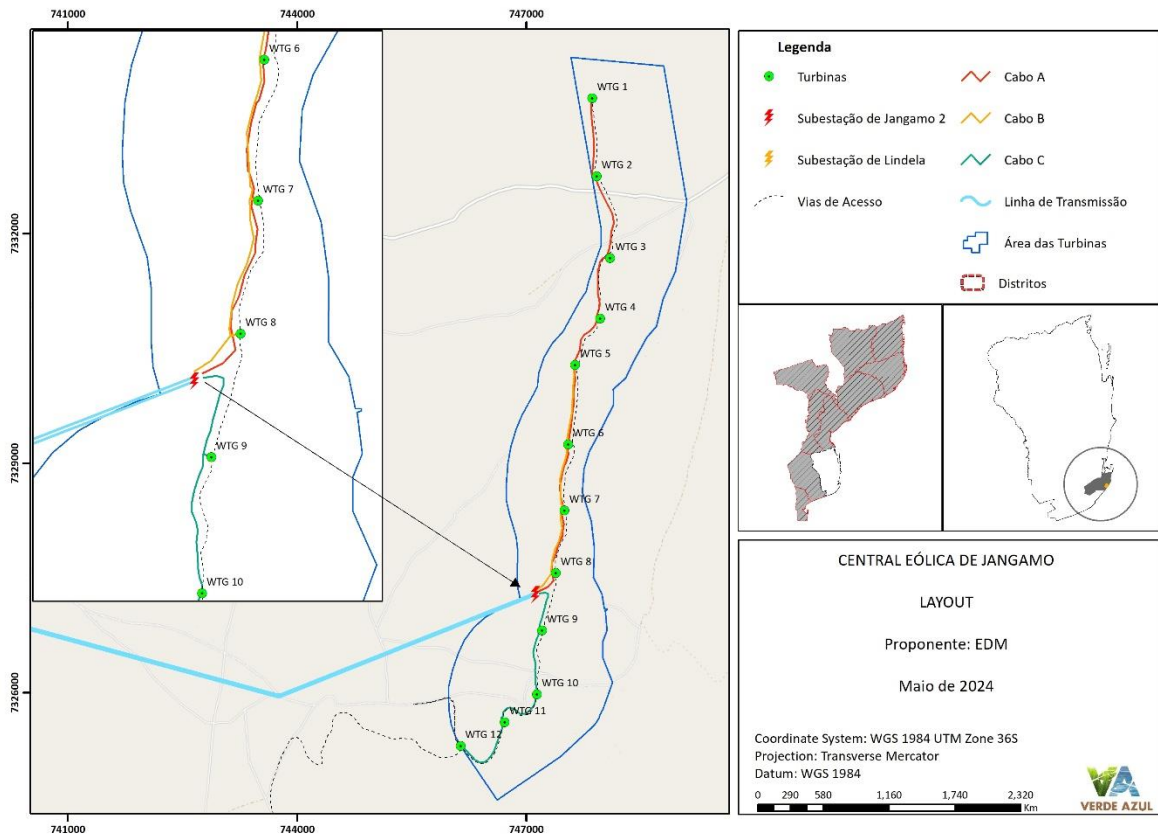 741000
744000
747000
7332000
7329000
7326000
WTG 6
WTG 7
WTG 8
WTG 9
WTG 10
WTG 1
WTG 2
WTG 3
WTG 4
WTG 5
WTG 6
WTG 7
WTG 8
WTG 9
WTG 10
WTG 11
WTG 12
741000
744000
747000
Legenda
Turbinas
Subestação de Jangamo 2
Subestação de Lindela
Vias de Acesso
Cabo A
Cabo B
Cabo C
Linha de Transmissão
Área das Turbinas
Distritos
CENTRAL EÓLICA DE JANGAMO
LAYOUT
Proponente: EDM
Maio de 2024
Coordinate System: WGS 1984 UTM Zone 36S
Projection: Transverse Mercator
Datum: WGS 1984
0 290 580 1,160 1,740 2,320
Km
VERDE AZUL